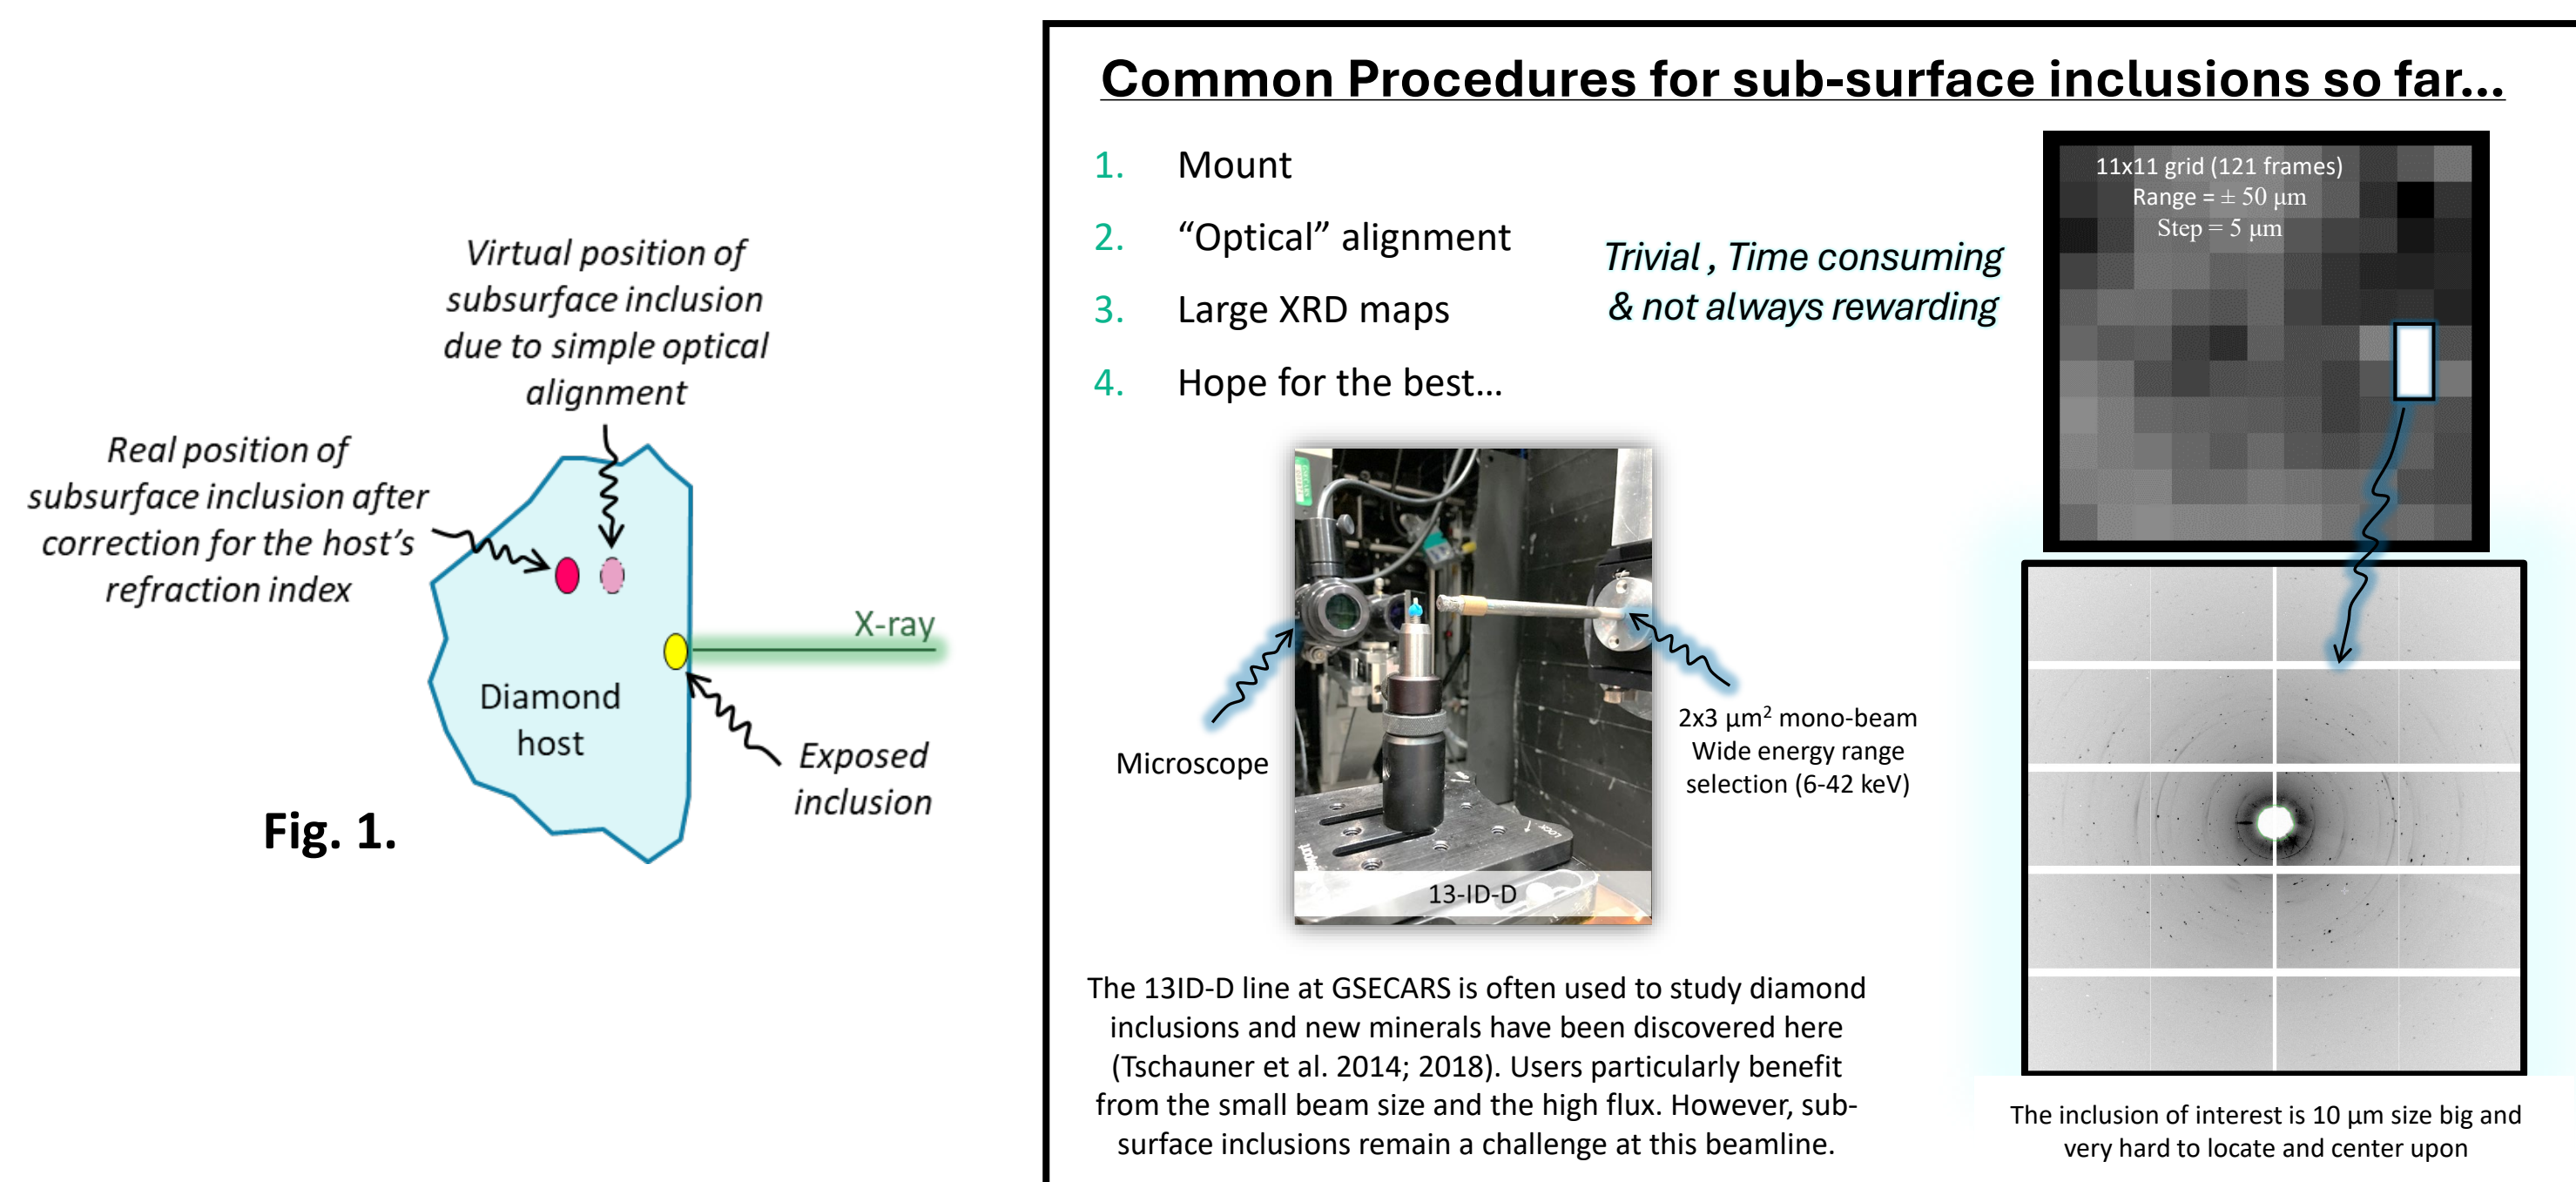 Virtual position of
subsurface inclusion
due to simple optical
alignment
Real position of
subsurface inclusion after
correction for the host's
refraction index
X-ray
Diamond
host
Exposed
inclusion
Fig. 1.
Common Procedures for sub-surface inclusions so far...
1. Mount
2. “Optical” alignment
3. Large XRD maps
4. Hope for the best...
Trivial , Time consuming
& not always rewarding
11x11 grid (121 frames)
Range = ± 50 µm
Step = 5 µm
Microscope
13-ID-D
LOCK
Newport
2x3 µm² mono-beam
Wide energy range
selection (6-42 keV)
The 13ID-D line at GSECARS is often used to study diamond
inclusions and new minerals have been discovered here
(Tschauner et al. 2014; 2018). Users particularly benefit
from the small beam size and the high flux. However, sub-
surface inclusions remain a challenge at this beamline.
The inclusion of interest is 10 µm size big and
very hard to locate and center upon